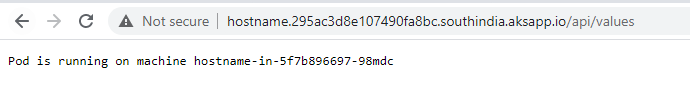 Not secure | hostname.295ac3d8e107490fa8bc.southindia.aksapp.io/api/values
Pod is running on machine hostname-in-5f7b896697-98mdc